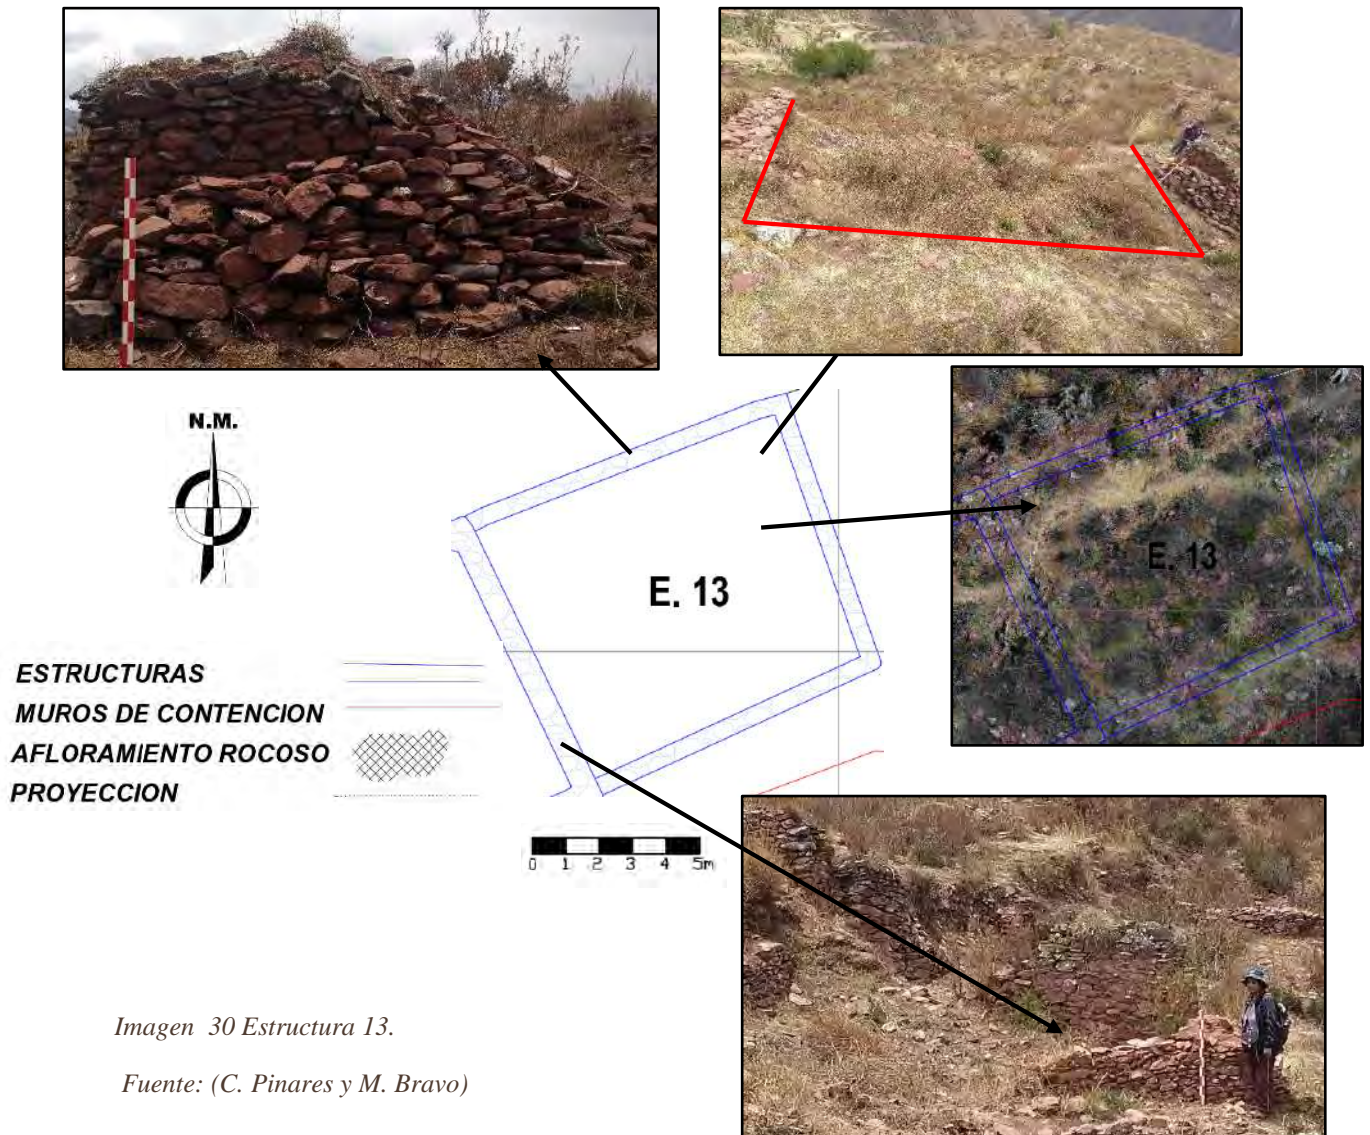 N.M.
E. 13
E. 13
ESTRUCTURAS
MUROS DE CONTENCION
AFLORAMIENTO ROCOSO
PROYECCION
0 1 2 3 4 5m
Imagen 30 Estructura 13.
Fuente: (C. Pinares y M. Bravo)